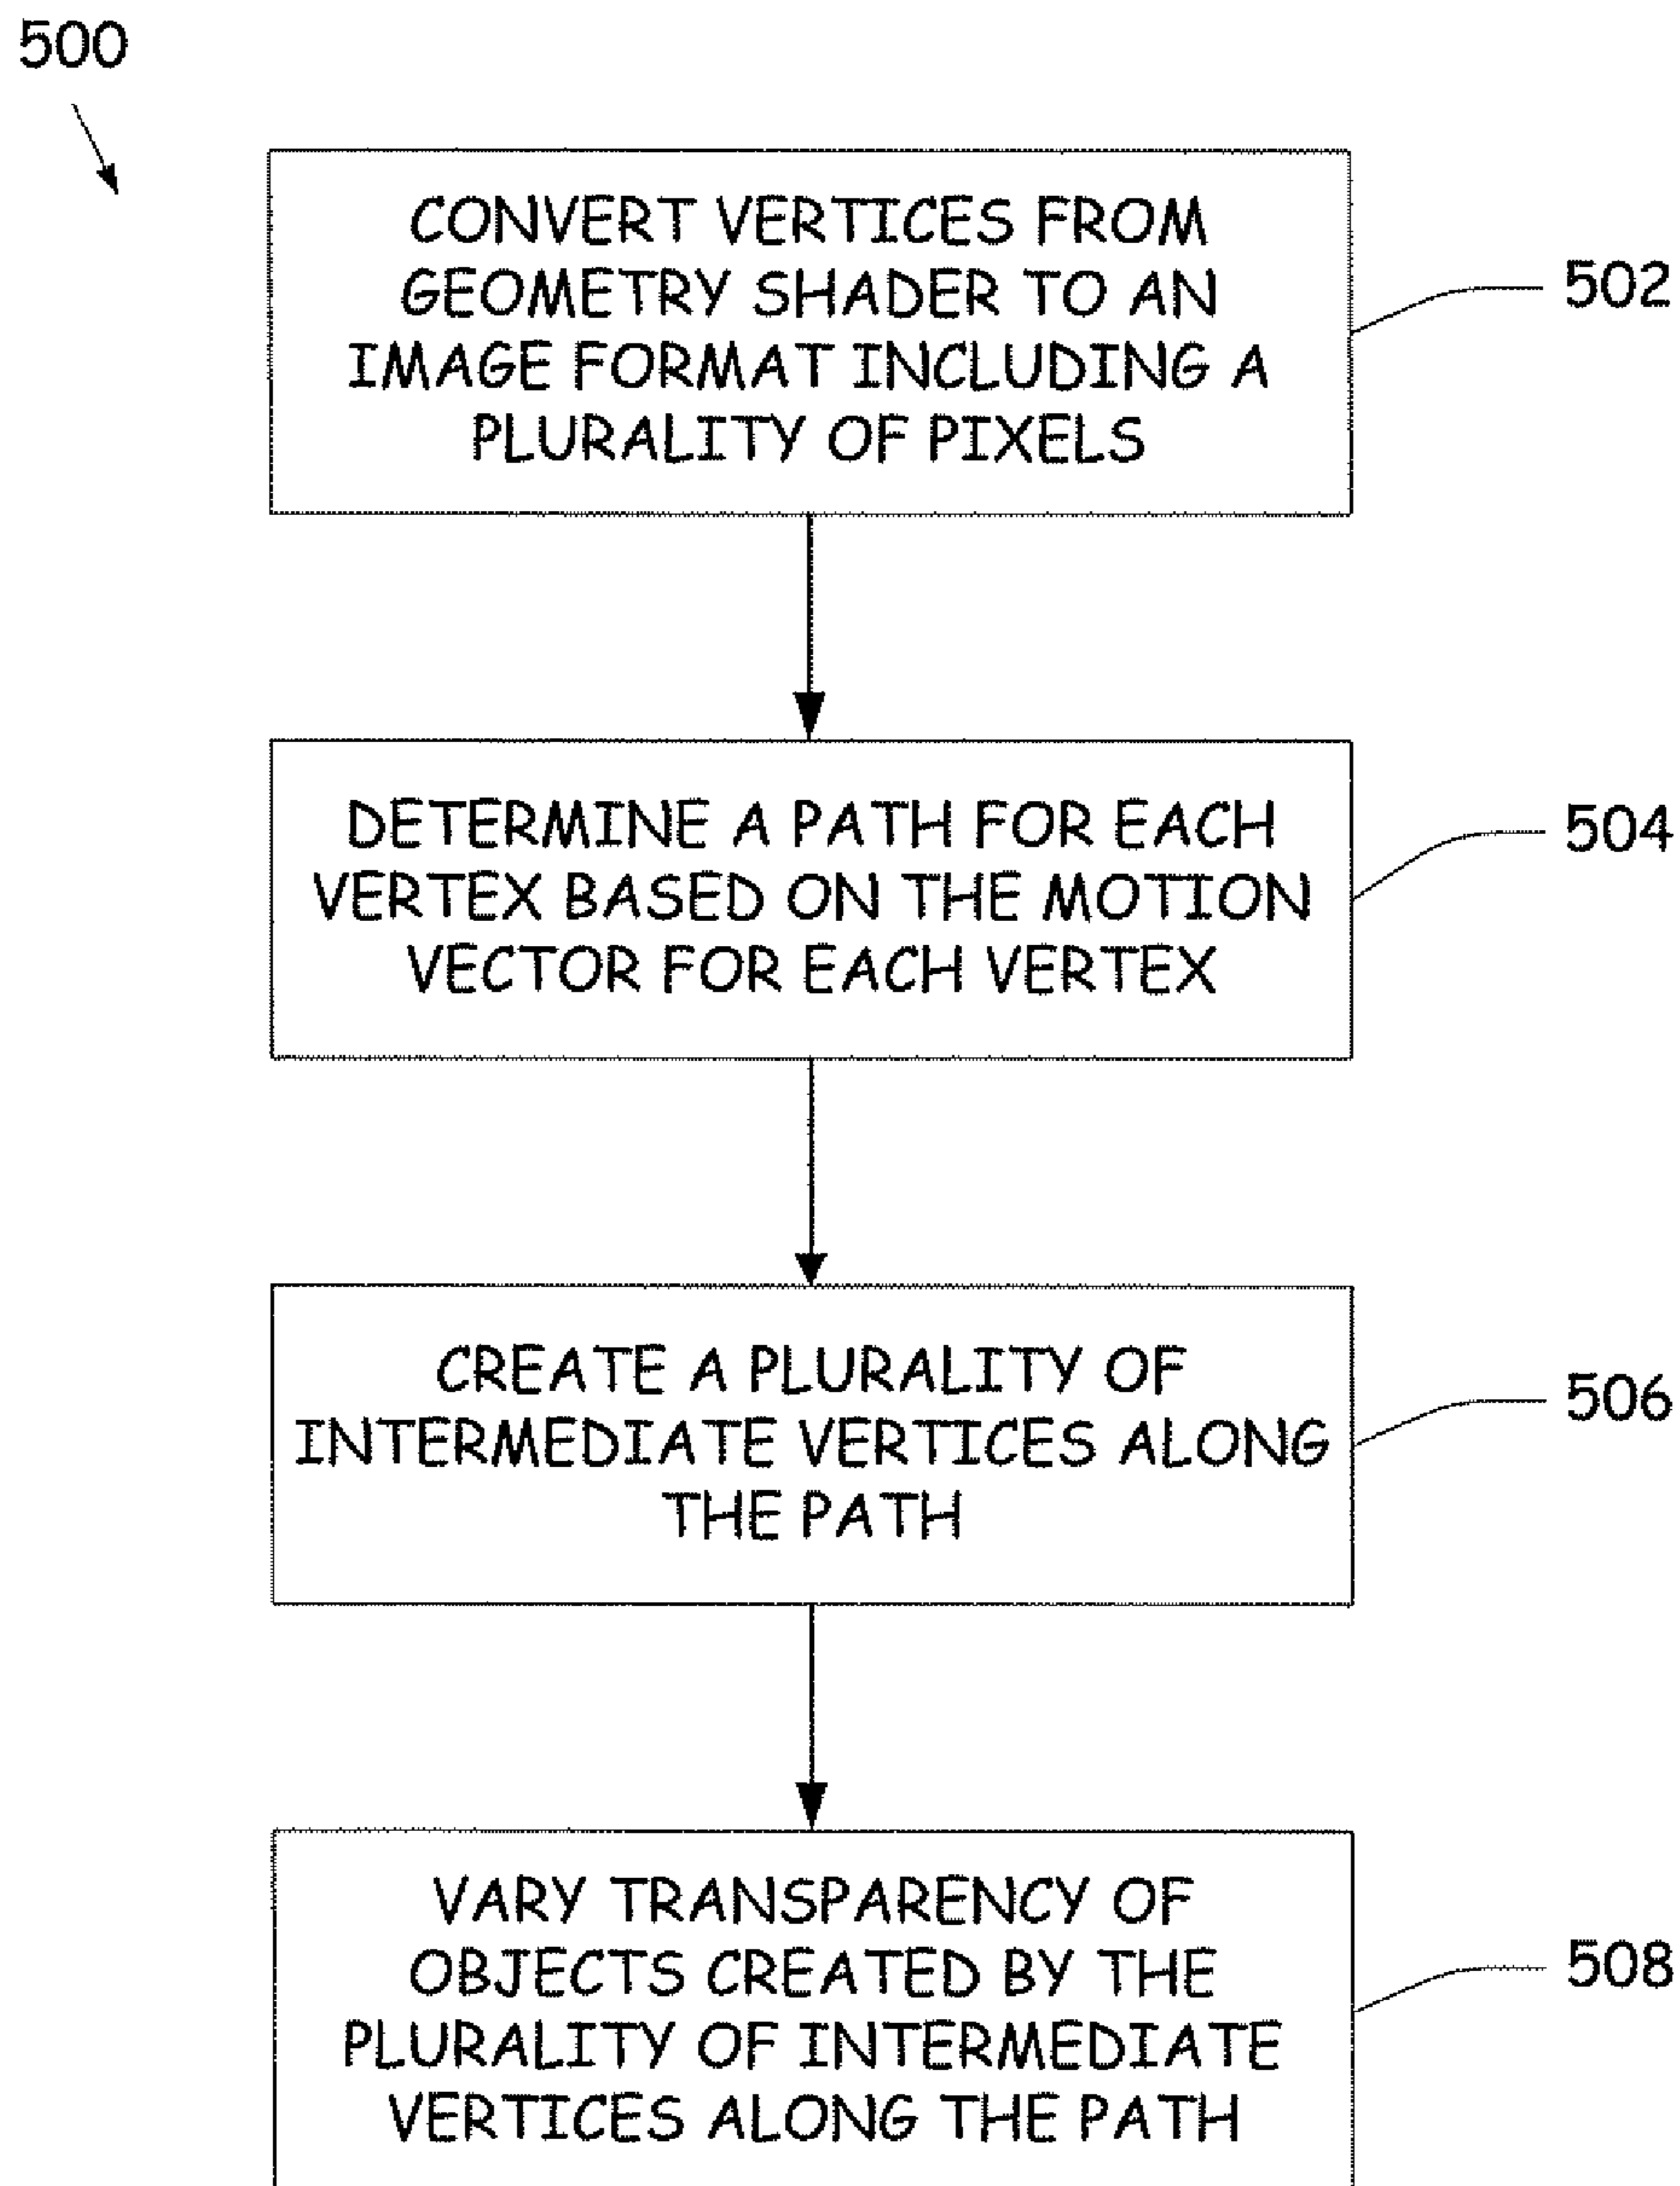 500
CONVERT VERTICES FROM
GEOMETRY SHADER TO AN
IMAGE FORMAT INCLUDING A
PLURALITY OF PIXELS
502
DETERMINE A PATH FOR EACH
VERTEX BASED ON THE MOTION
VECTOR FOR EACH VERTEX
504
CREATE A PLURALITY OF
INTERMEDIATE VERTICES ALONG
THE PATH
506
VARY TRANSPARENCY OF
OBJECTS CREATED BY THE
PLURALITY OF INTERMEDIATE
VERTICES ALONG THE PATH
508